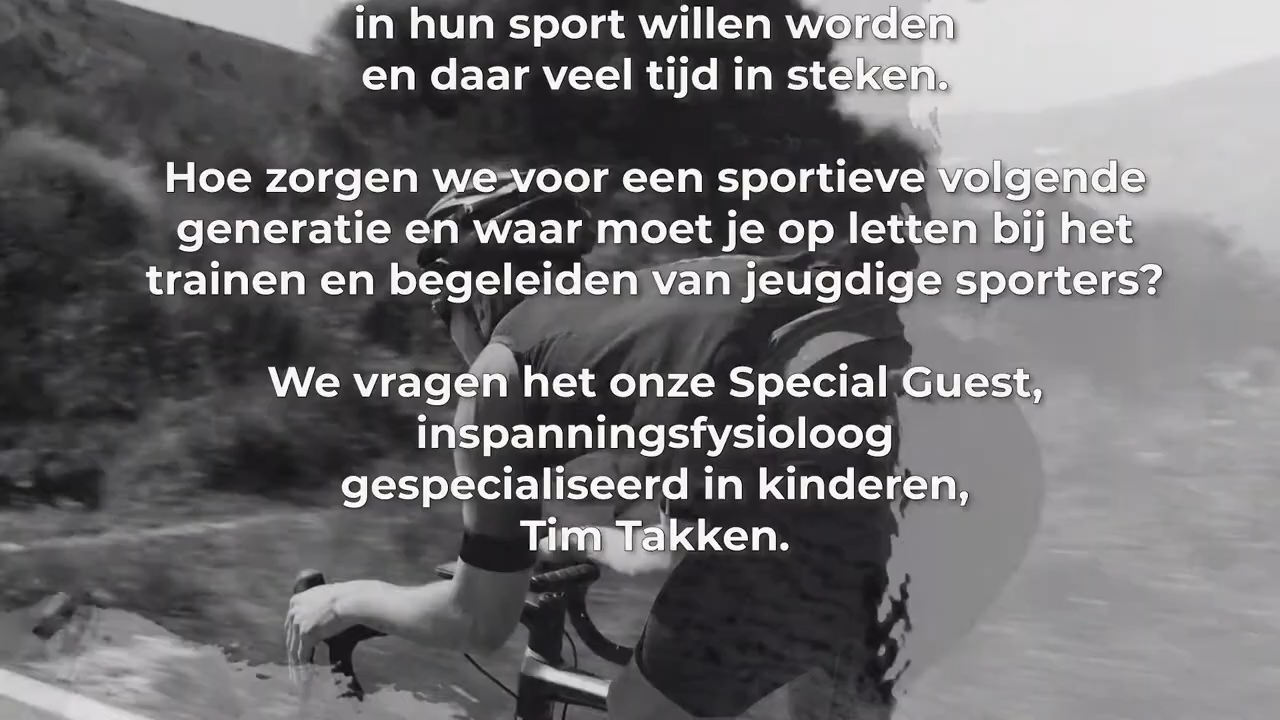 in hun sport willen worden
en daar veel tijd in steken.
Hoe zorgen we voor een sportieve volgende
generatie en waar moet je op letten bij het
trainen en begeleiden van jeugdige sporters?
We vragen het onze Special Guest,
inspanningsfysioloog
gespecialiseerd in kinderen,
Tim Takken.